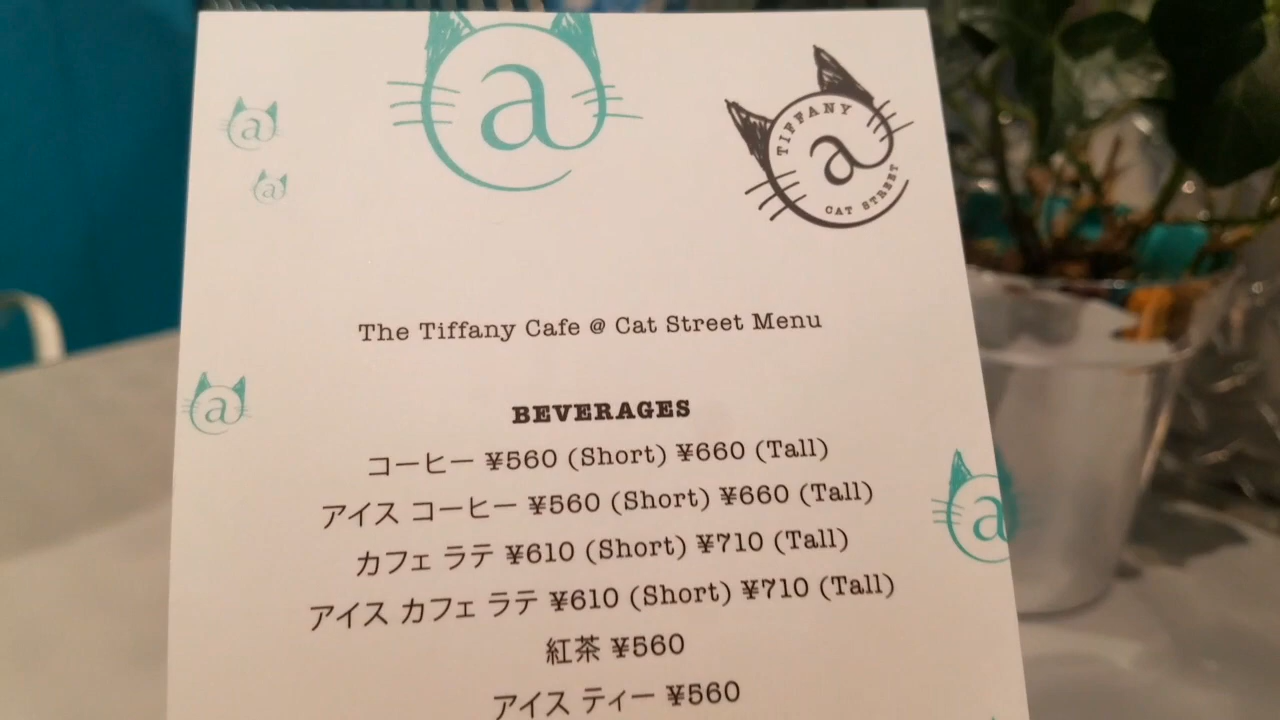 a
a
a
TIFFANY
a
CAT STREET
The Tiffany Cafe @ Cat Street Menu
a
BEVERAGES
コーヒー ¥560 (Short) ¥660 (Tall)
アイス コーヒー ¥560 (Short) ¥660 (Tall)
a
カフェ ラテ ¥610 (Short) ¥710 (Tall)
アイス カフェ ラテ ¥610 (Short) ¥710 (Tall)
紅茶 ¥560
アイス ティー ¥560